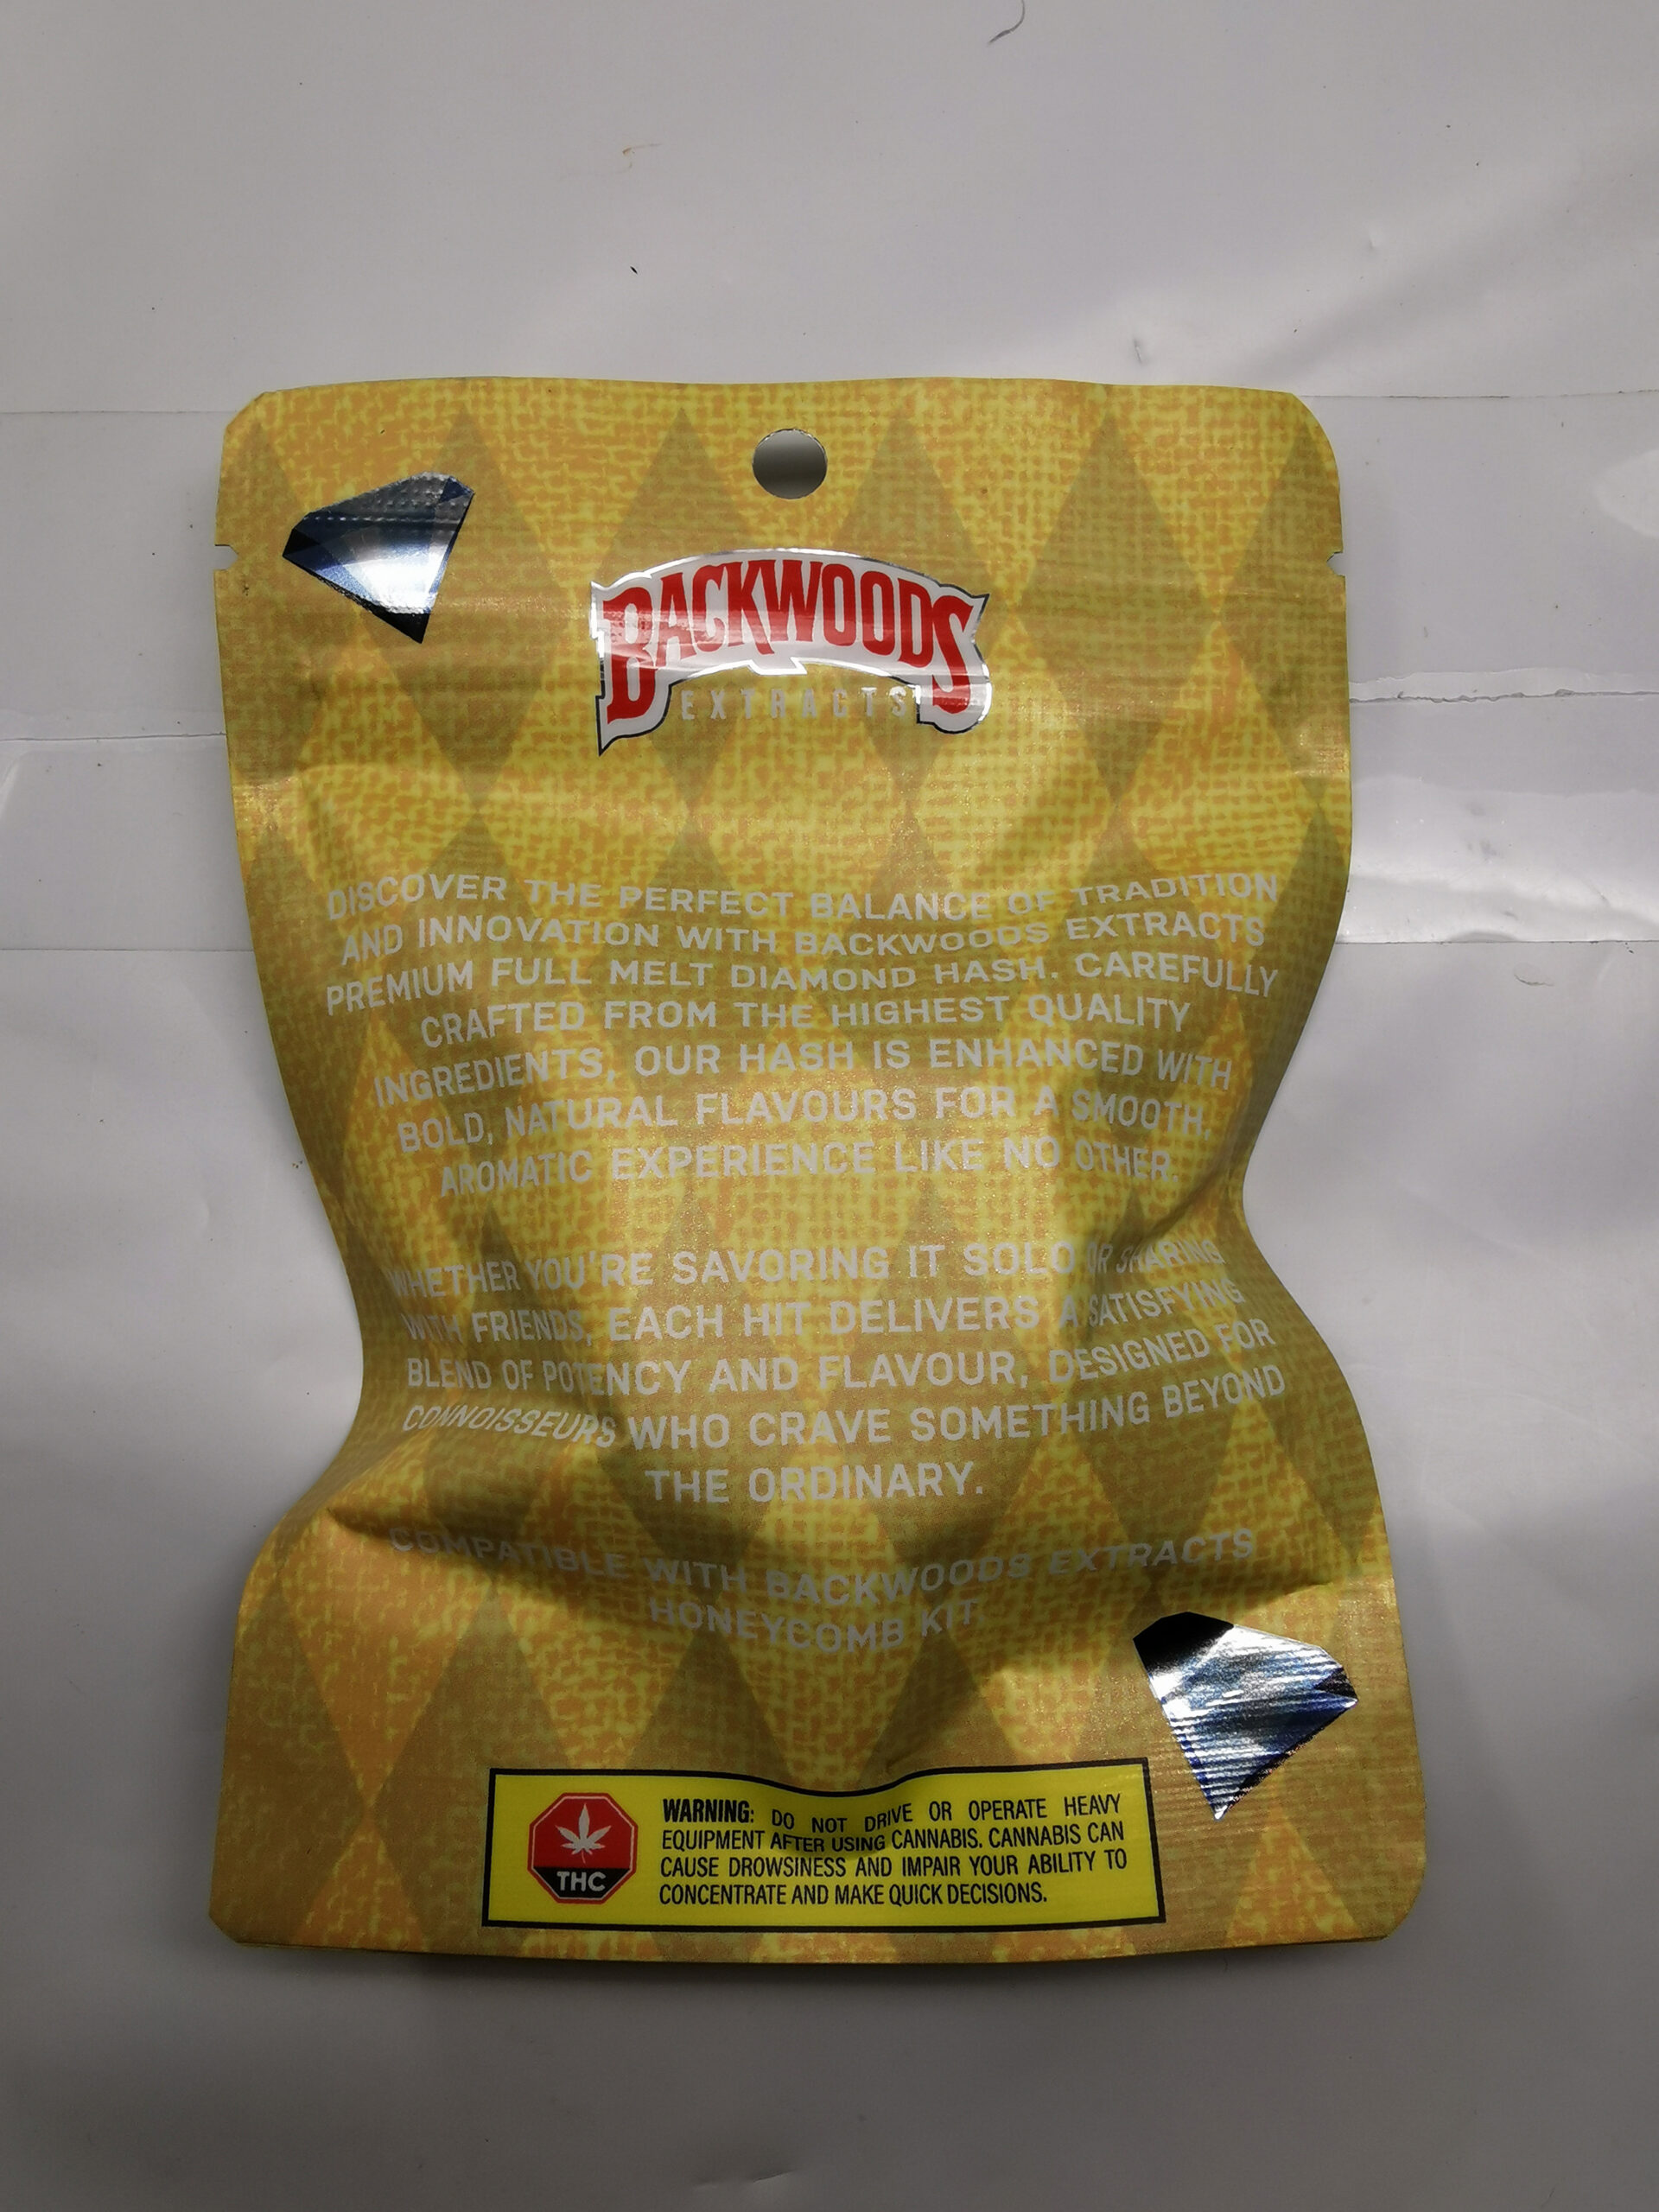 BACKWOODS
EXTRACTS
DISCOVER THE PERFECT BALANCE OF TRADITION
AND INNOVATION WITH BACKWOODS EXTRACTS
PREMIUM FULL MELT DIAMOND HASH. CAREFULLY
CRAFTED FROM THE HIGHEST QUALITY
INGREDIENTS, OUR HASH IS ENHANCED WITH
BOLD, NATURAL FLAVOURS FOR A SMOOTH,
AROMATIC EXPERIENCE LIKE NO OTHER.
WHETHER YOU'RE SAVORING IT SOLO OR SHARING
WITH FRIENDS, EACH HIT DELIVERS A SATISFYING
BLEND OF POTENCY AND FLAVOUR, DESIGNED FOR
CONNOISSEURS WHO CRAVE SOMETHING BEYOND
THE ORDINARY.
COMPATIBLE WITH BACKWOODS EXTRACTS
HONEYCOMB KIT.
WARNING: DO NOT DRIVE OR OPERATE HEAVY
EQUIPMENT AFTER USING CANNABIS. CANNABIS CAN
CAUSE DROWSINESS AND IMPAIR YOUR ABILITY TO
CONCENTRATE AND MAKE QUICK DECISIONS.
THC